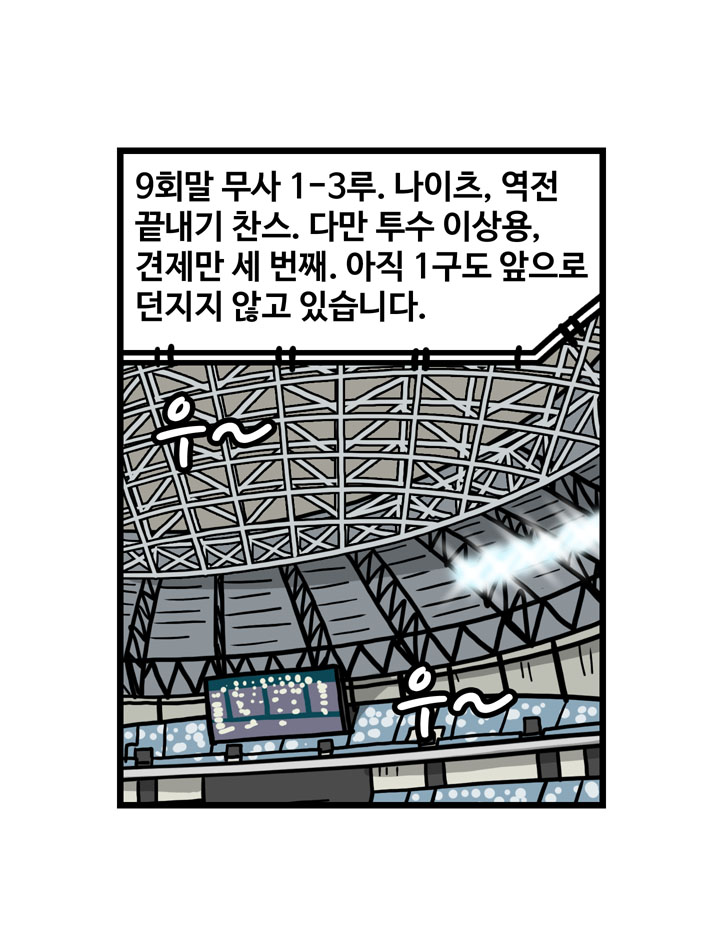 9회말 무사 1-3루. 나이츠, 역전
끝내기 찬스. 다만 투수 이상용,
견제만 세 번째. 아직 1구도 앞으로
던지지 않고 있습니다.
우~
우~